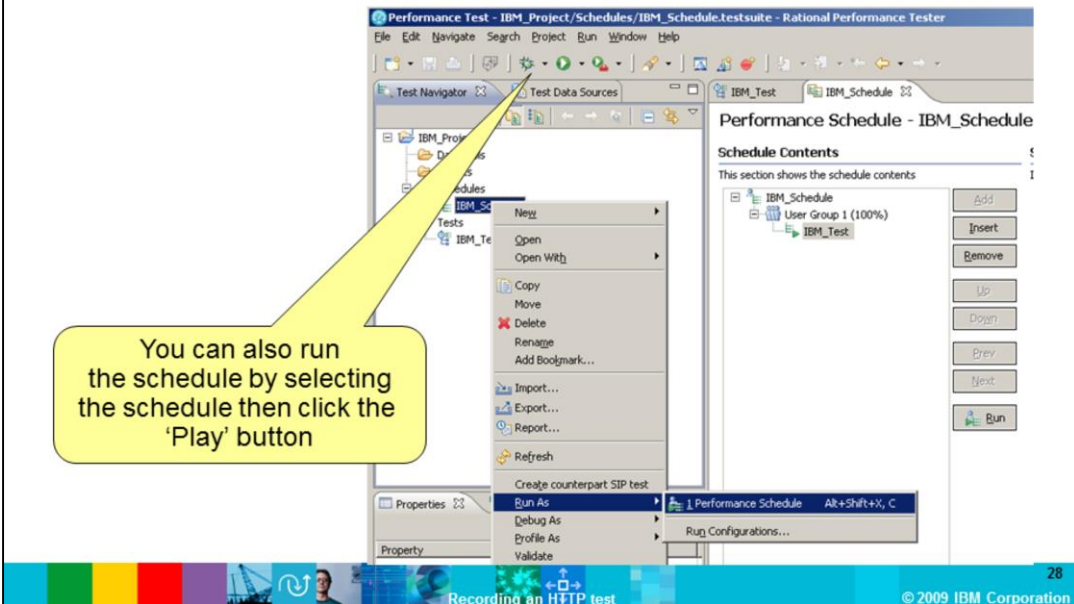 Performance Test - IBM_Project/Schedules/IBM_Schedule.testsuite - Rational Performance Tester
File Edit Navigate Search Project Run Window Help
Test Navigator Test Data Sources
IBM_Test IBM_Schedule
IBM_Proj
IBM_Sc
Tests
IBM_Te
New
Open
Open With
Copy
Move
Delete
Rename
Add Bookmark...
Import...
Export...
Report...
Refresh
Create counterpart SIP test
Run As
Debug As
Profile As
Validate
1 Performance Schedule Alt+Shift+X, C
Run Configurations...
Performance Schedule - IBM_Schedule
Schedule Contents
This section shows the schedule contents
IBM_Schedule
User Group 1 (100%)
IBM_Test
Add
Insert
Remove
Up
Down
Prev
Next
Run
You can also run
the schedule by selecting
the schedule then click the
‘Play’ button
Properties
Property
28
Recording an HTTP test
© 2009 IBM Corporation